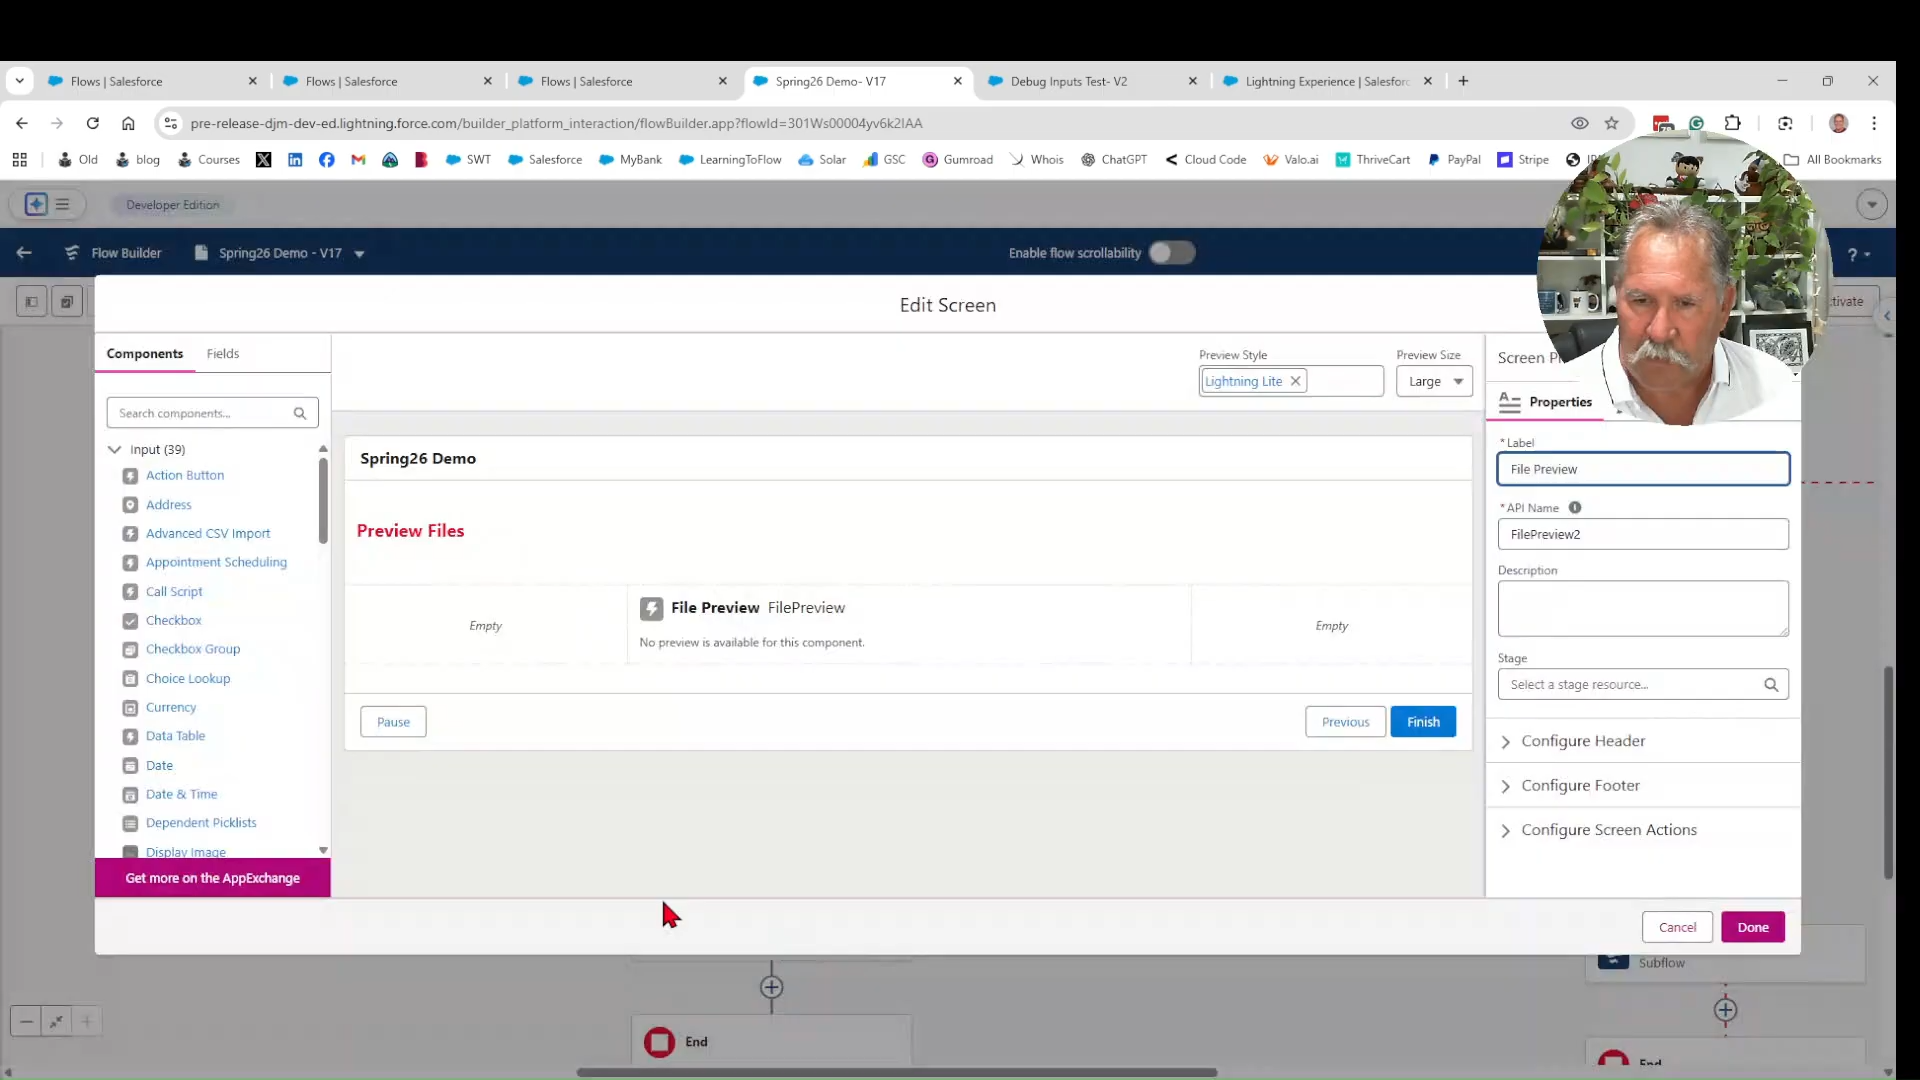 Flows | Salesforce
Flows | Salesforce
Flows | Salesforce
Spring26 Demo- V17
Debug Inputs Test- V2
Lightning Experience | Salesforc
pre-release-djm-dev-ed.lightning.force.com/builder_platform_interaction/flowBuilder.app?flowId=301Ws00004yv6k2IAA
Old
blog
Courses
SWT
Salesforce
MyBank
LearningToFlow
Solar
GSC
Gumroad
Whois
ChatGPT
Cloud Code
Valo.ai
ThriveCart
PayPal
Stripe
All Bookmarks
Developer Edition
Flow Builder
Spring26 Demo - V17
Enable flow scrollability
?
Edit Screen
Components
Fields
Search components...
Input (39)
Action Button
Address
Advanced CSV Import
Appointment Scheduling
Call Script
Checkbox
Checkbox Group
Choice Lookup
Currency
Data Table
Date
Date & Time
Dependent Picklists
Display Image
Get more on the AppExchange
Preview Style
Lightning Lite
Preview Size
Large
Spring26 Demo
Preview Files
Empty
File Preview FilePreview
No preview is available for this component.
Empty
Pause
Previous
Finish
Screen
Properties
* Label
File Preview
* API Name
FilePreview2
Description
Stage
Select a stage resource...
Configure Header
Configure Footer
Configure Screen Actions
Cancel
Done
Subflow
End
End